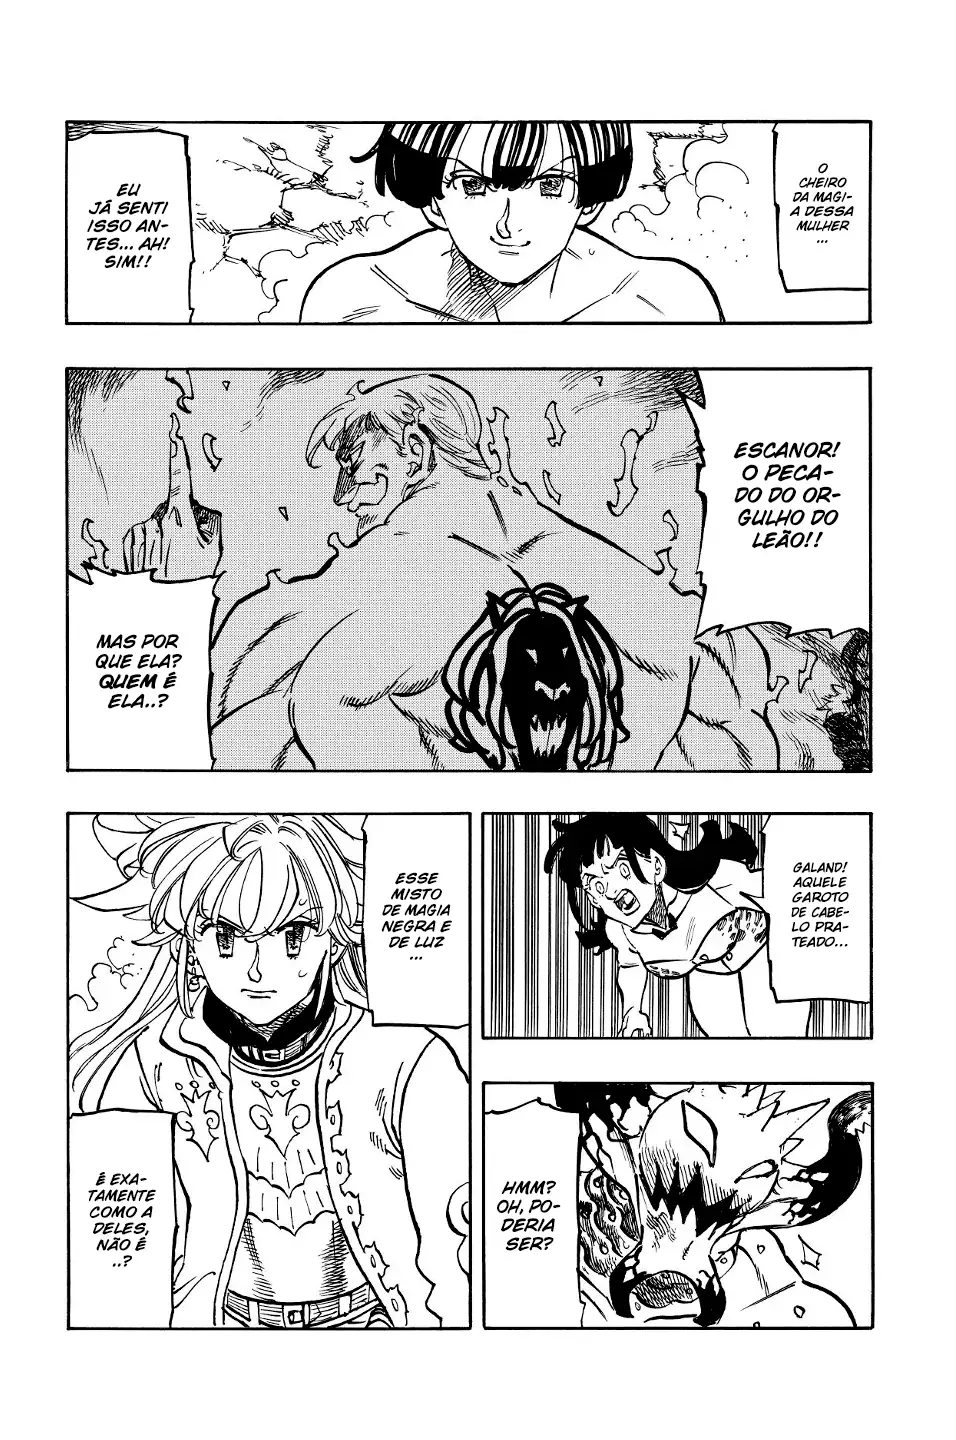 O
CHEIRO
DA MAGI-
A DESSA
MULHER
...
EU
JÁ SENTI
ISSO AN-
TES... AH!
SIM!!
ESCANOR!
O PECA-
DO DO OR-
GULHO DO
LEÃO!!
MAS POR
QUE ELA?
QUEM É
ELA..?
GALAND!
AQUELE
GAROTO
DE CABE-
LO PRA-
TEADO...
HMM?
OH, PO-
DERIA
SER?
ESSE
MISTO
DE MAGIA
NEGRA E
DE LUZ
...
É EXA-
TAMENTE
COMO A
DELES,
NÃO É
..?